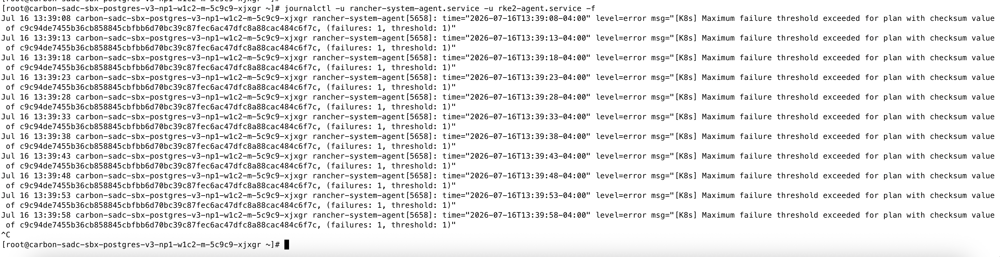 [root@carbon-sadc-sbx-postgres-v3-np1-w1c2-m-5c9c9-xjxgr ~]#
[root@carbon-sadc-sbx-postgres-v3-np1-w1c2-m-5c9c9-xjxgr ~]# journalctl -u rancher-system-agent.service -u rke2-agent.service -f
Jul 16 13:39:08 carbon-sadc-sbx-postgres-v3-np1-w1c2-m-5c9c9-xjxgr rancher-system-agent[5658]: time="2026-07-16T13:39:08-04:00" level=error msg="[K8s] Maximum failure threshold exceeded for plan with checksum value
 of c9c94de7455b36cb858845cbfbb6d70bc39c87fec6ac47dfc8a88cac484c6f7c, (failures: 1, threshold: 1)"
Jul 16 13:39:13 carbon-sadc-sbx-postgres-v3-np1-w1c2-m-5c9c9-xjxgr rancher-system-agent[5658]: time="2026-07-16T13:39:13-04:00" level=error msg="[K8s] Maximum failure threshold exceeded for plan with checksum value
 of c9c94de7455b36cb858845cbfbb6d70bc39c87fec6ac47dfc8a88cac484c6f7c, (failures: 1, threshold: 1)"
Jul 16 13:39:18 carbon-sadc-sbx-postgres-v3-np1-w1c2-m-5c9c9-xjxgr rancher-system-agent[5658]: time="2026-07-16T13:39:18-04:00" level=error msg="[K8s] Maximum failure threshold exceeded for plan with checksum value
 of c9c94de7455b36cb858845cbfbb6d70bc39c87fec6ac47dfc8a88cac484c6f7c, (failures: 1, threshold: 1)"
Jul 16 13:39:23 carbon-sadc-sbx-postgres-v3-np1-w1c2-m-5c9c9-xjxgr rancher-system-agent[5658]: time="2026-07-16T13:39:23-04:00" level=error msg="[K8s] Maximum failure threshold exceeded for plan with checksum value
 of c9c94de7455b36cb858845cbfbb6d70bc39c87fec6ac47dfc8a88cac484c6f7c, (failures: 1, threshold: 1)"
Jul 16 13:39:28 carbon-sadc-sbx-postgres-v3-np1-w1c2-m-5c9c9-xjxgr rancher-system-agent[5658]: time="2026-07-16T13:39:28-04:00" level=error msg="[K8s] Maximum failure threshold exceeded for plan with checksum value
 of c9c94de7455b36cb858845cbfbb6d70bc39c87fec6ac47dfc8a88cac484c6f7c, (failures: 1, threshold: 1)"
Jul 16 13:39:33 carbon-sadc-sbx-postgres-v3-np1-w1c2-m-5c9c9-xjxgr rancher-system-agent[5658]: time="2026-07-16T13:39:33-04:00" level=error msg="[K8s] Maximum failure threshold exceeded for plan with checksum value
 of c9c94de7455b36cb858845cbfbb6d70bc39c87fec6ac47dfc8a88cac484c6f7c, (failures: 1, threshold: 1)"
Jul 16 13:39:38 carbon-sadc-sbx-postgres-v3-np1-w1c2-m-5c9c9-xjxgr rancher-system-agent[5658]: time="2026-07-16T13:39:38-04:00" level=error msg="[K8s] Maximum failure threshold exceeded for plan with checksum value
 of c9c94de7455b36cb858845cbfbb6d70bc39c87fec6ac47dfc8a88cac484c6f7c, (failures: 1, threshold: 1)"
Jul 16 13:39:43 carbon-sadc-sbx-postgres-v3-np1-w1c2-m-5c9c9-xjxgr rancher-system-agent[5658]: time="2026-07-16T13:39:43-04:00" level=error msg="[K8s] Maximum failure threshold exceeded for plan with checksum value
 of c9c94de7455b36cb858845cbfbb6d70bc39c87fec6ac47dfc8a88cac484c6f7c, (failures: 1, threshold: 1)"
Jul 16 13:39:48 carbon-sadc-sbx-postgres-v3-np1-w1c2-m-5c9c9-xjxgr rancher-system-agent[5658]: time="2026-07-16T13:39:48-04:00" level=error msg="[K8s] Maximum failure threshold exceeded for plan with checksum value
 of c9c94de7455b36cb858845cbfbb6d70bc39c87fec6ac47dfc8a88cac484c6f7c, (failures: 1, threshold: 1)"
Jul 16 13:39:53 carbon-sadc-sbx-postgres-v3-np1-w1c2-m-5c9c9-xjxgr rancher-system-agent[5658]: time="2026-07-16T13:39:53-04:00" level=error msg="[K8s] Maximum failure threshold exceeded for plan with checksum value
 of c9c94de7455b36cb858845cbfbb6d70bc39c87fec6ac47dfc8a88cac484c6f7c, (failures: 1, threshold: 1)"
Jul 16 13:39:58 carbon-sadc-sbx-postgres-v3-np1-w1c2-m-5c9c9-xjxgr rancher-system-agent[5658]: time="2026-07-16T13:39:58-04:00" level=error msg="[K8s] Maximum failure threshold exceeded for plan with checksum value
 of c9c94de7455b36cb858845cbfbb6d70bc39c87fec6ac47dfc8a88cac484c6f7c, (failures: 1, threshold: 1)"
^C
[root@carbon-sadc-sbx-postgres-v3-np1-w1c2-m-5c9c9-xjxgr ~]#